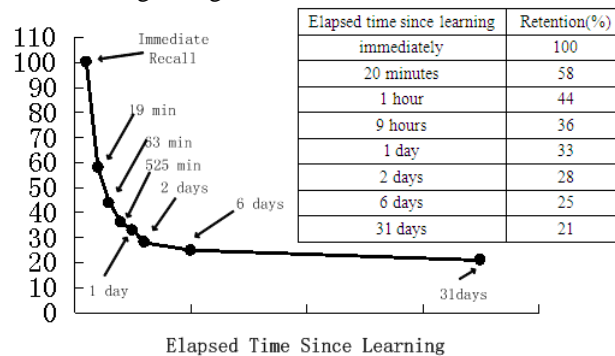 110
100
90
80
70
60
50
40
30
20
10
0
Immediate
Recall
19 min
63 min
525 min
2 days
6 days
1 day
31days
Elapsed Time Since Learning
Elapsed time since learning Retention(%)
immediately 100
20 minutes 58
1 hour 44
9 hours 36
1 day 33
2 days 28
6 days 25
31 days 21